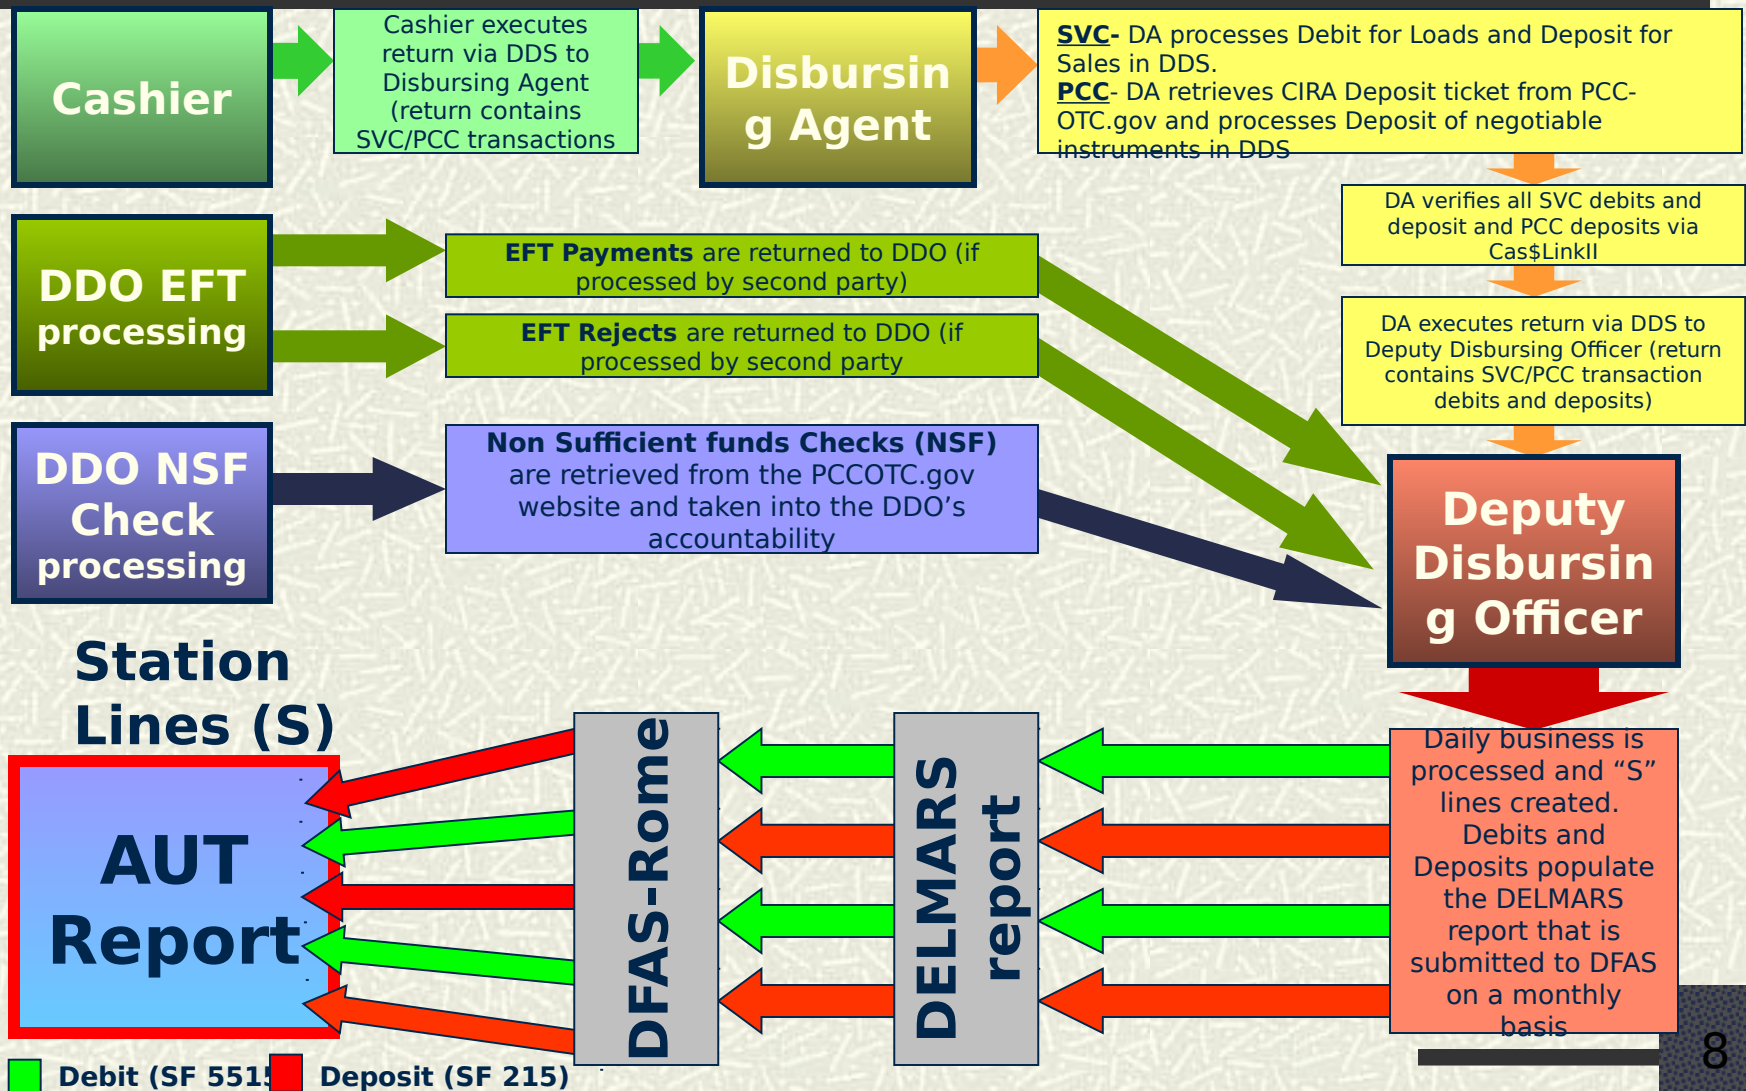 Cashier
Cashier executes
return via DDS to
Disbursing Agent
(return contains
SVC/PCC transactions
Disbursin
g Agent
SVC- DA processes Debit for Loads and Deposit for
Sales in DDS.
PCC- DA retrieves CIRA Deposit ticket from PCC-
OTC.gov and processes Deposit of negotiable
instruments in DDS
DA verifies all SVC debits and
deposit and PCC deposits via
Cas$LinkII
DA executes return via DDS to
Deputy Disbursing Officer (return
contains SVC/PCC transaction
debits and deposits)
DDO EFT
processing
EFT Payments are returned to DDO (if
processed by second party)
EFT Rejects are returned to DDO (if
processed by second party
DDO NSF
Check
processing
Non Sufficient funds Checks (NSF)
are retrieved from the PCCOTC.gov
website and taken into the DDO’s
accountability
Deputy
Disbursin
g Officer
Daily business is
processed and “S”
lines created.
Debits and
Deposits populate
the DELMARS
report that is
submitted to DFAS
on a monthly
basis
DELMARS
report
DFAS-Rome
Station
Lines (S)
AUT
Report
Debit (SF 5515
Deposit (SF 215)
8